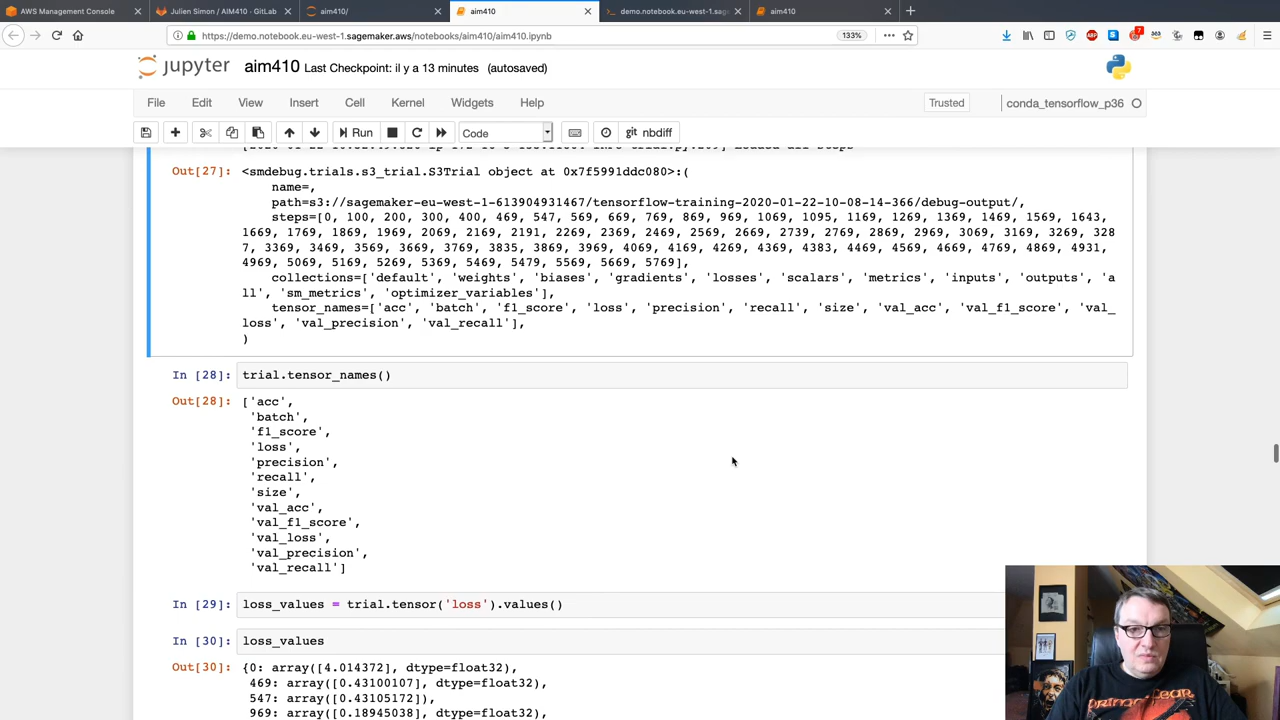 AWS Management Console
Julien Simon / AIM410 · GitLab
aim410/
aim410
demo.notebook.eu-west-1.sage
aim410
https://demo.notebook.eu-west-1.sagemaker.aws/notebooks/aim410/aim410.ipynb
133%
jupyter aim410 Last Checkpoint: il y a 13 minutes (autosaved)
File Edit View Insert Cell Kernel Widgets Help
Trusted
conda_tensorflow_p36
Run
Code
git nbdiff
Out[27]: <smdebug.trials.s3_trial.S3Trial object at 0x7f5991ddc080>:(
name=,
path=s3://sagemaker-eu-west-1-613904931467/tensorflow-training-2020-01-22-10-08-14-366/debug-output/,
steps=[0, 100, 200, 300, 400, 469, 547, 569, 669, 769, 869, 969, 1069, 1095, 1169, 1269, 1369, 1469, 1569, 1643,
1669, 1769, 1869, 1969, 2069, 2169, 2191, 2269, 2369, 2469, 2569, 2669, 2739, 2769, 2869, 2969, 3069, 3169, 3269, 328
7, 3369, 3469, 3569, 3669, 3769, 3835, 3869, 3969, 4069, 4169, 4269, 4369, 4383, 4469, 4569, 4669, 4769, 4869, 4931,
4969, 5069, 5169, 5269, 5369, 5469, 5479, 5569, 5669, 5769],
collections=['default', 'weights', 'biases', 'gradients', 'losses', 'scalars', 'metrics', 'inputs', 'outputs', 'a
ll', 'sm_metrics', 'optimizer_variables'],
tensor_names=['acc', 'batch', 'f1_score', 'loss', 'precision', 'recall', 'size', 'val_acc', 'val_f1_score', 'val_
loss', 'val_precision', 'val_recall'],
)
In [28]: trial.tensor_names()
Out[28]: ['acc',
'batch',
'f1_score',
'loss',
'precision',
'recall',
'size',
'val_acc',
'val_f1_score',
'val_loss',
'val_precision',
'val_recall']
In [29]: loss_values = trial.tensor('loss').values()
In [30]: loss_values
Out[30]: {0: array([4.014372], dtype=float32),
469: array([0.43100107], dtype=float32),
547: array([0.43105172]),
969: array([0.18945038], dtype=float32),